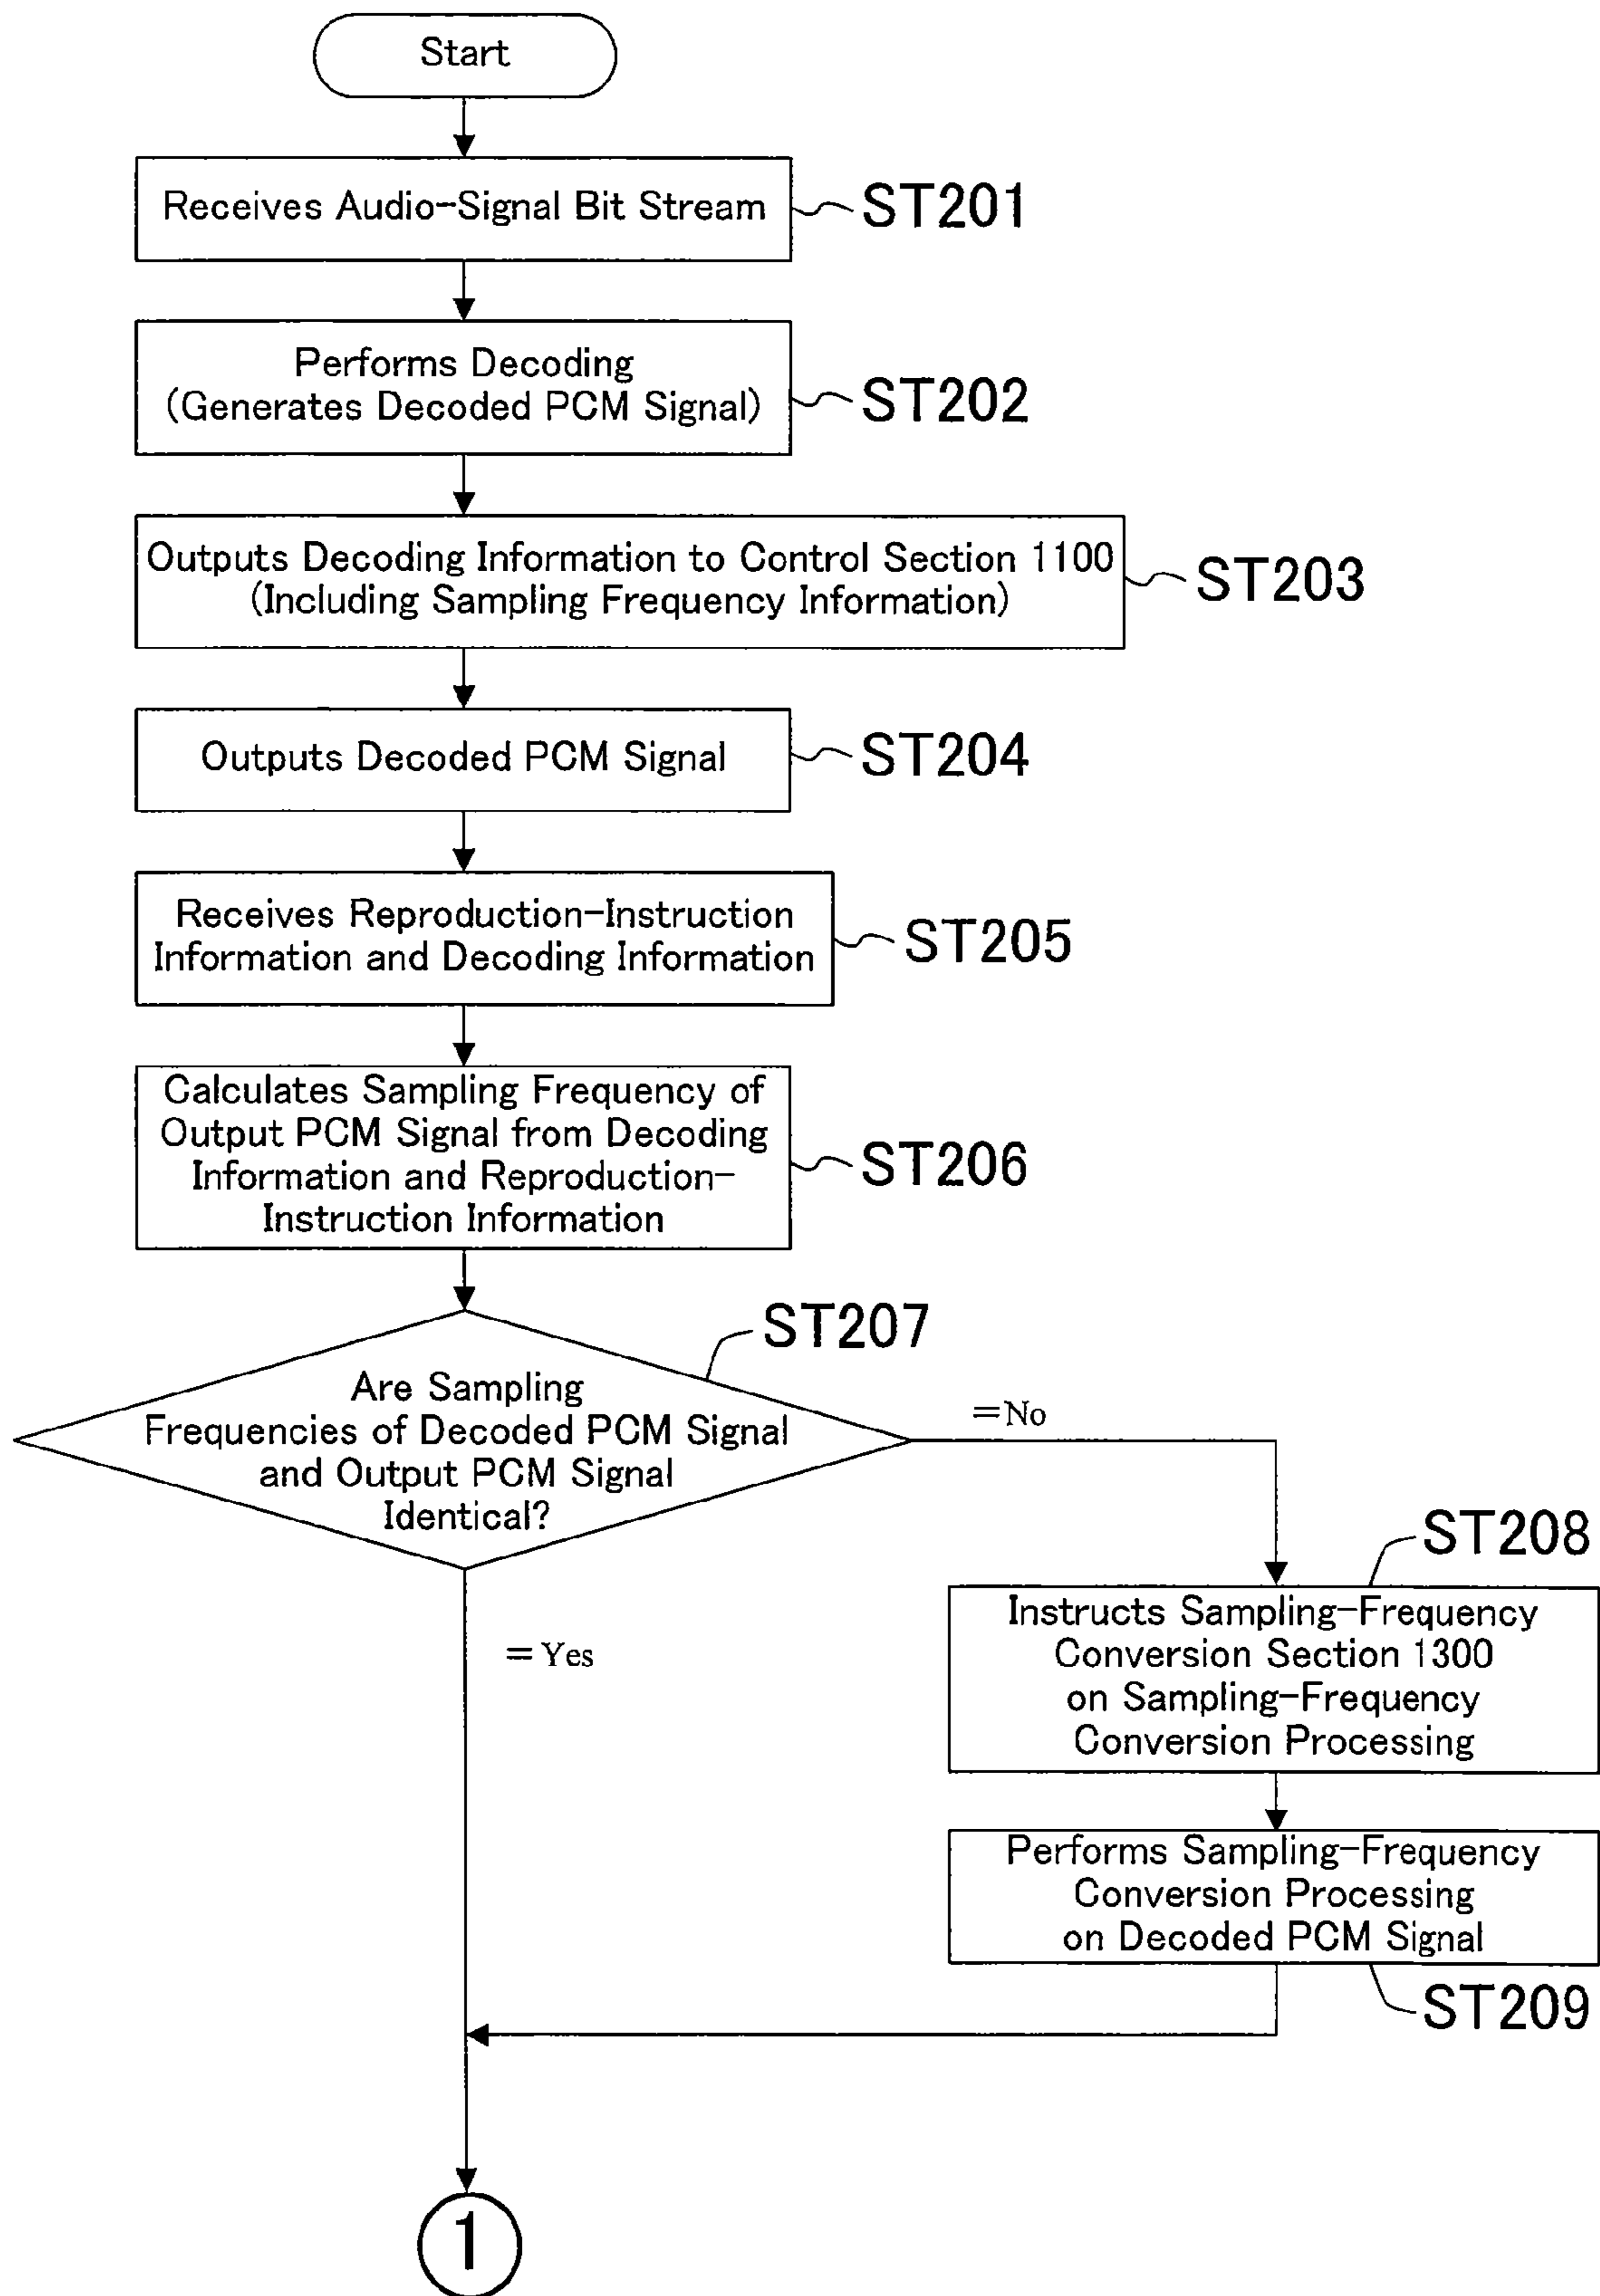 Start
Receives Audio-Signal Bit Stream
ST201
Performs Decoding
(Generates Decoded PCM Signal)
ST202
Outputs Decoding Information to Control Section 1100
(Including Sampling Frequency Information)
ST203
Outputs Decoded PCM Signal
ST204
Receives Reproduction-Instruction
Information and Decoding Information
ST205
Calculates Sampling Frequency of
Output PCM Signal from Decoding
Information and Reproduction-
Instruction Information
ST206
ST207
Are Sampling
Frequencies of Decoded PCM Signal
and Output PCM Signal
Identical?
=No
=Yes
ST208
Instructs Sampling-Frequency
Conversion Section 1300
on Sampling-Frequency
Conversion Processing
Performs Sampling-Frequency
Conversion Processing
on Decoded PCM Signal
ST209
1